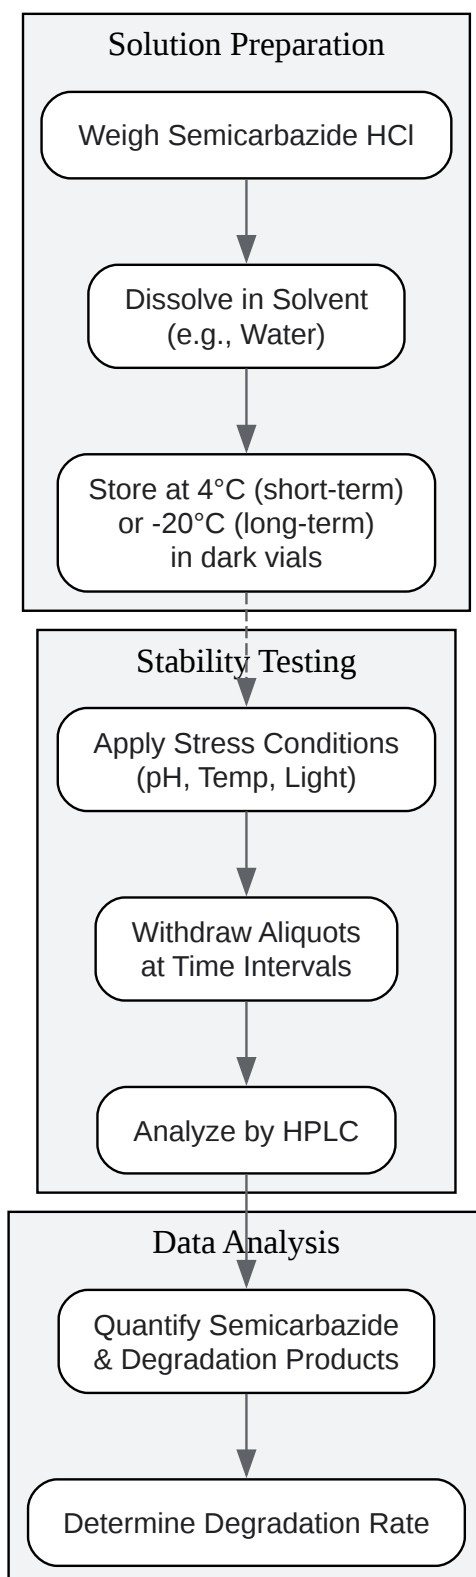 Solution Preparation
Weigh Semicarbazide HCl
Dissolve in Solvent
(e.g., Water)
Store at 4°C (short-term)
or -20°C (long-term)
in dark vials
Stability Testing
Apply Stress Conditions
(pH, Temp, Light)
Withdraw Aliquots
at Time Intervals
Analyze by HPLC
Data Analysis
Quantify Semicarbazide
& Degradation Products
Determine Degradation Rate